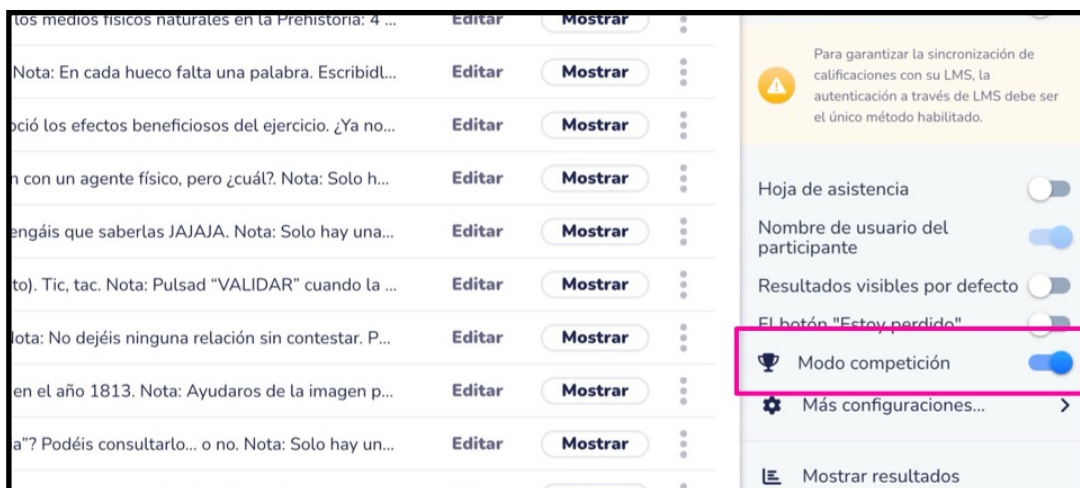 los medios físicos naturales en la Prehistoria: 4 ... Editar Mostrar
Nota: En cada hueco falta una palabra. Escribidl... Editar Mostrar
oció los efectos beneficiosos del ejercicio. ¿Ya no... Editar Mostrar
n con un agente físico, pero ¿cuál?. Nota: Solo h... Editar Mostrar
engáis que saberlas JAJAJA. Nota: Solo hay una... Editar Mostrar
to). Tic, tac. Nota: Pulsad “VALIDAR” cuando la ... Editar Mostrar
Nota: No dejéis ninguna relación sin contestar. P... Editar Mostrar
en el año 1813. Nota: Ayudaros de la imagen p... Editar Mostrar
a”? Podéis consultarlo... o no. Nota: Solo hay un... Editar Mostrar
Para garantizar la sincronización de
calificaciones con su LMS, la
autenticación a través de LMS debe ser
el único método habilitado.
Hoja de asistencia
Nombre de usuario del
participante
Resultados visibles por defecto
El botón "Estoy perdido"
Modo competición
Más configuraciones...
Mostrar resultados